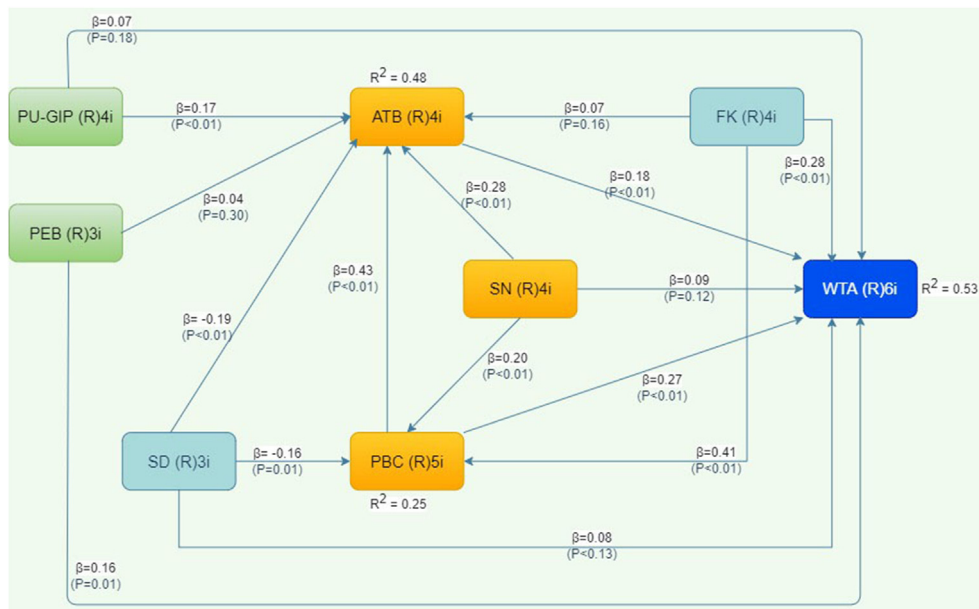 β=0.07
(P=0.18)
R² = 0.48
PU-GIP (R)4i
β=0.17
(P<0.01)
ATB (R)4i
β=0.07
(P=0.16)
FK (R)4i
β=0.28
(P<0.01)
β=0.18
(P<0.01)
β=0.28
(P<0.01)
β=0.04
(P=0.30)
PEB (R)3i
β=0.43
(P<0.01)
SN (R)4i
β=0.09
(P=0.12)
WTA (R)6i
R² = 0.53
β= -0.19
(P<0.01)
β=0.20
(P<0.01)
β=0.27
(P<0.01)
SD (R)3i
β= -0.16
(P=0.01)
PBC (R)5i
β=0.41
(P<0.01)
R² = 0.25
β=0.08
(P<0.13)
β=0.16
(P=0.01)